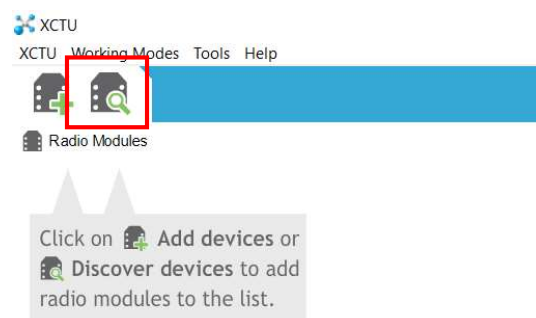 XCTU
XCTU Working Modes Tools Help
Radio Modules
Click on Add devices or
Discover devices to add
radio modules to the list.